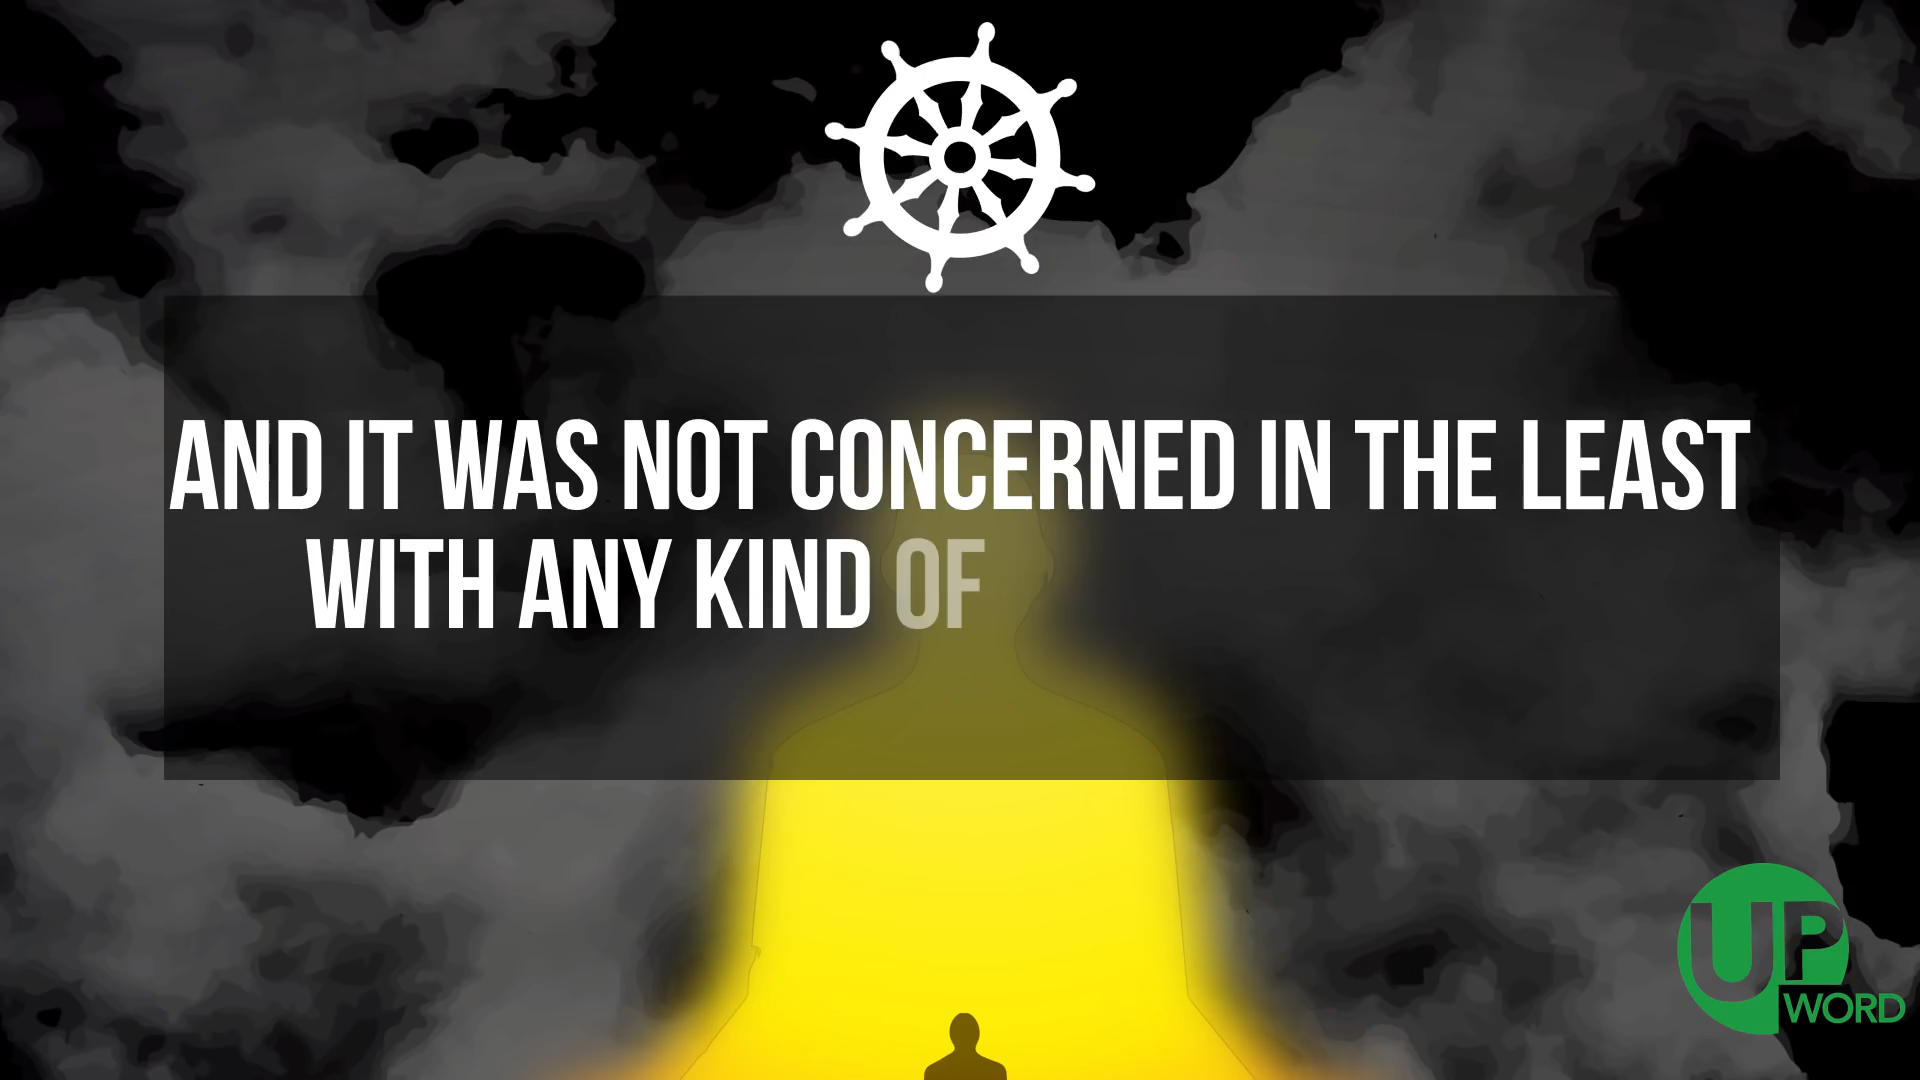 AND IT WAS NOT CONCERNED IN THE LEAST
WITH ANY KIND OF
UP
WORD